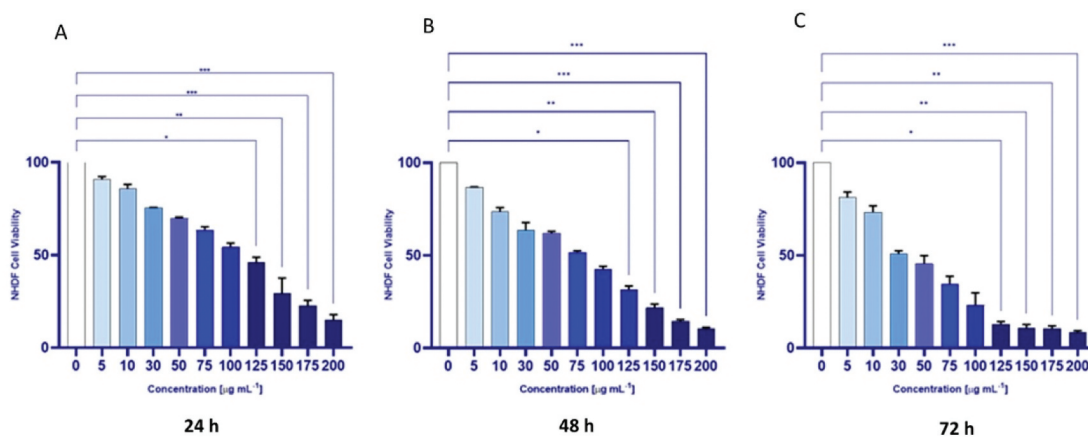 A
***
***
**
*
100
50
0
NHDF Cell Viability
0 5 10 30 50 75 100 125 150 175 200
Concentration [µg mL⁻¹]
24 h
B
***
***
**
*
100
50
0
NHDF Cell Viability
0 5 10 30 50 75 100 125 150 175 200
Concentration [µg mL⁻¹]
48 h
C
***
**
**
*
100
50
0
NHDF Cell Viability
0 5 10 30 50 75 100 125 150 175 200
Concentration [µg mL⁻¹]
72 h